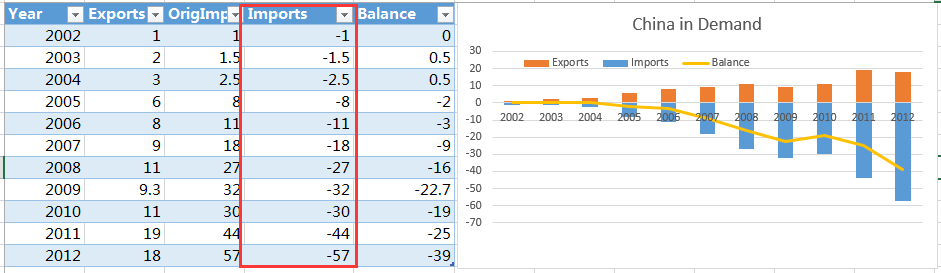 Year Exports OrigImp Imports Balance
2002 1 1 -1 0
2003 2 1.5 -1.5 0.5
2004 3 2.5 -2.5 0.5
2005 6 8 -8 -2
2006 8 11 -11 -3
2007 9 18 -18 -9
2008 11 27 -27 -16
2009 9.3 32 -32 -22.7
2010 11 30 -30 -19
2011 19 44 -44 -25
2012 18 57 -57 -39
China in Demand
30
Exports Imports Balance
20
10
0
2002 2003 2004 2005 2006 2007 2008 2009 2010 2011 2012
-10
-20
-30
-40
-50
-60
-70